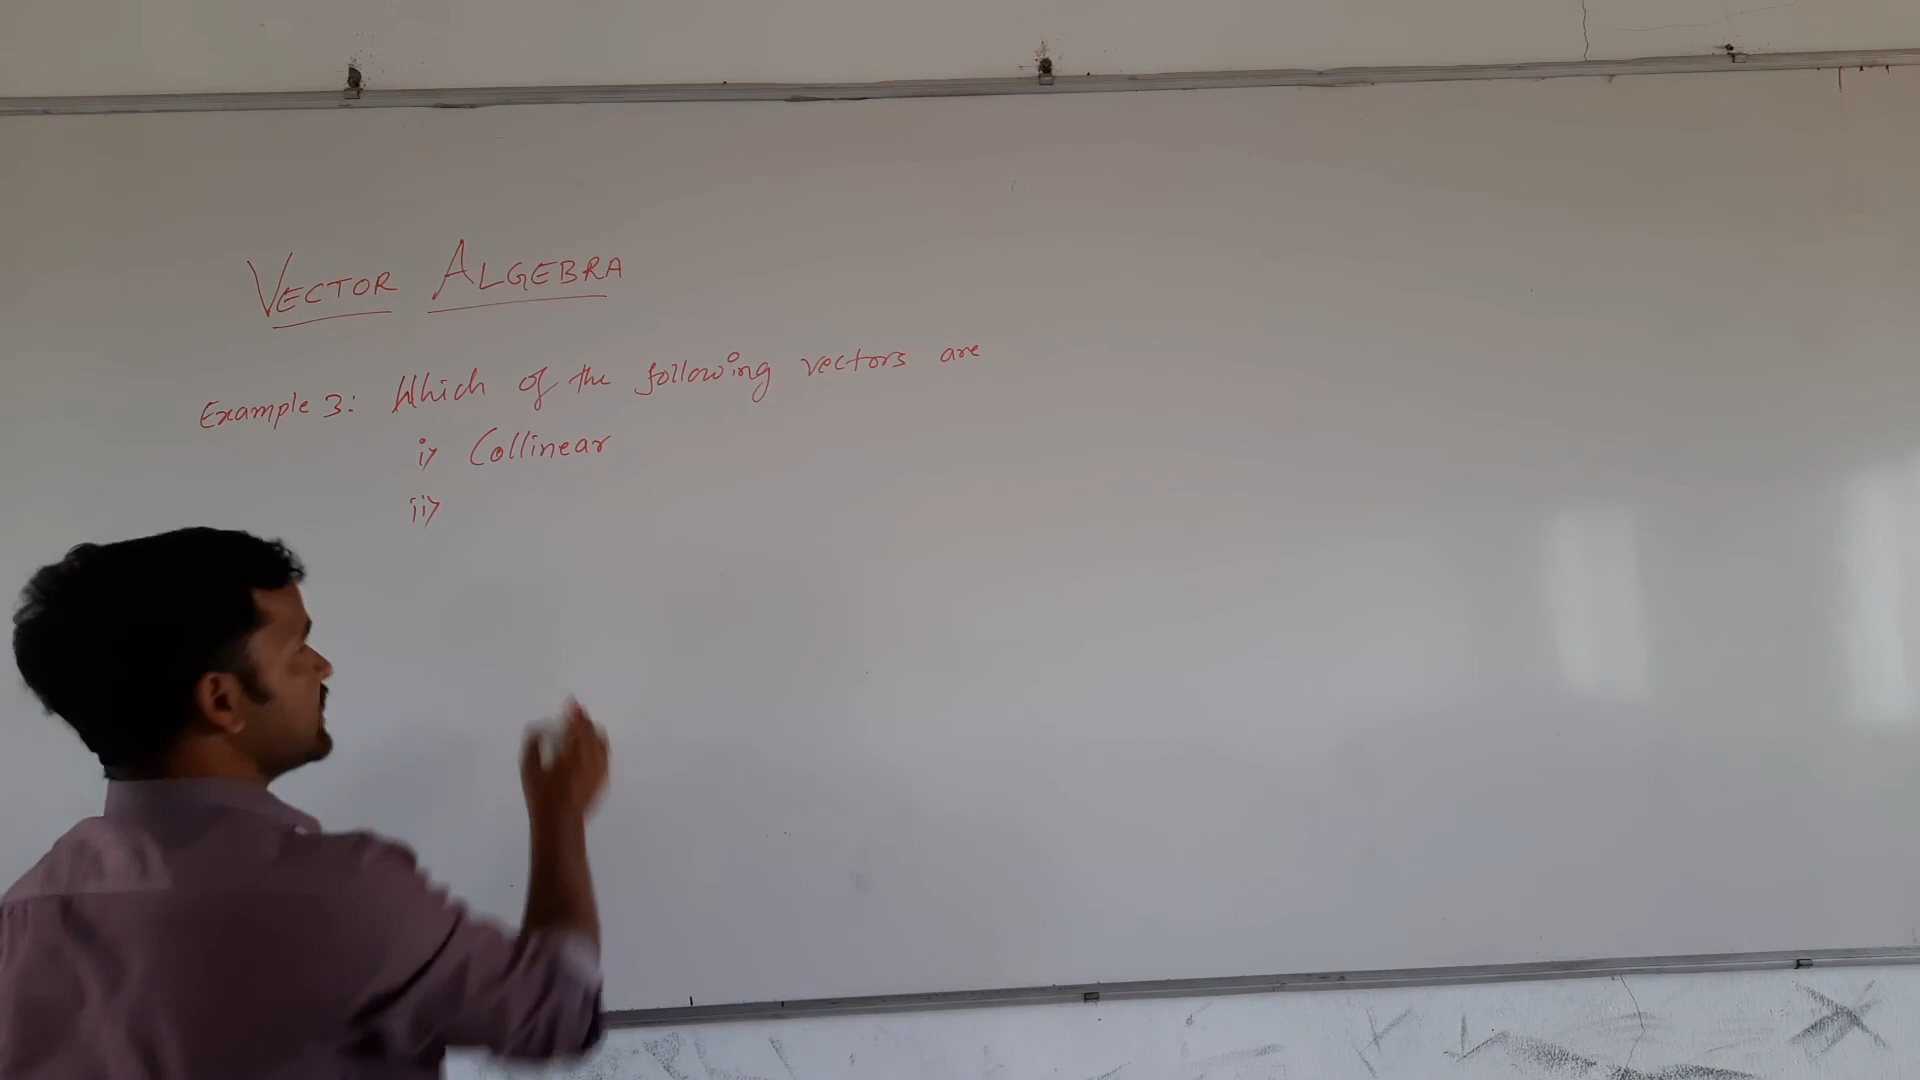 VECTOR ALGEBRA
Example 3: Which of the following vectors are
i) Collinear
ii)